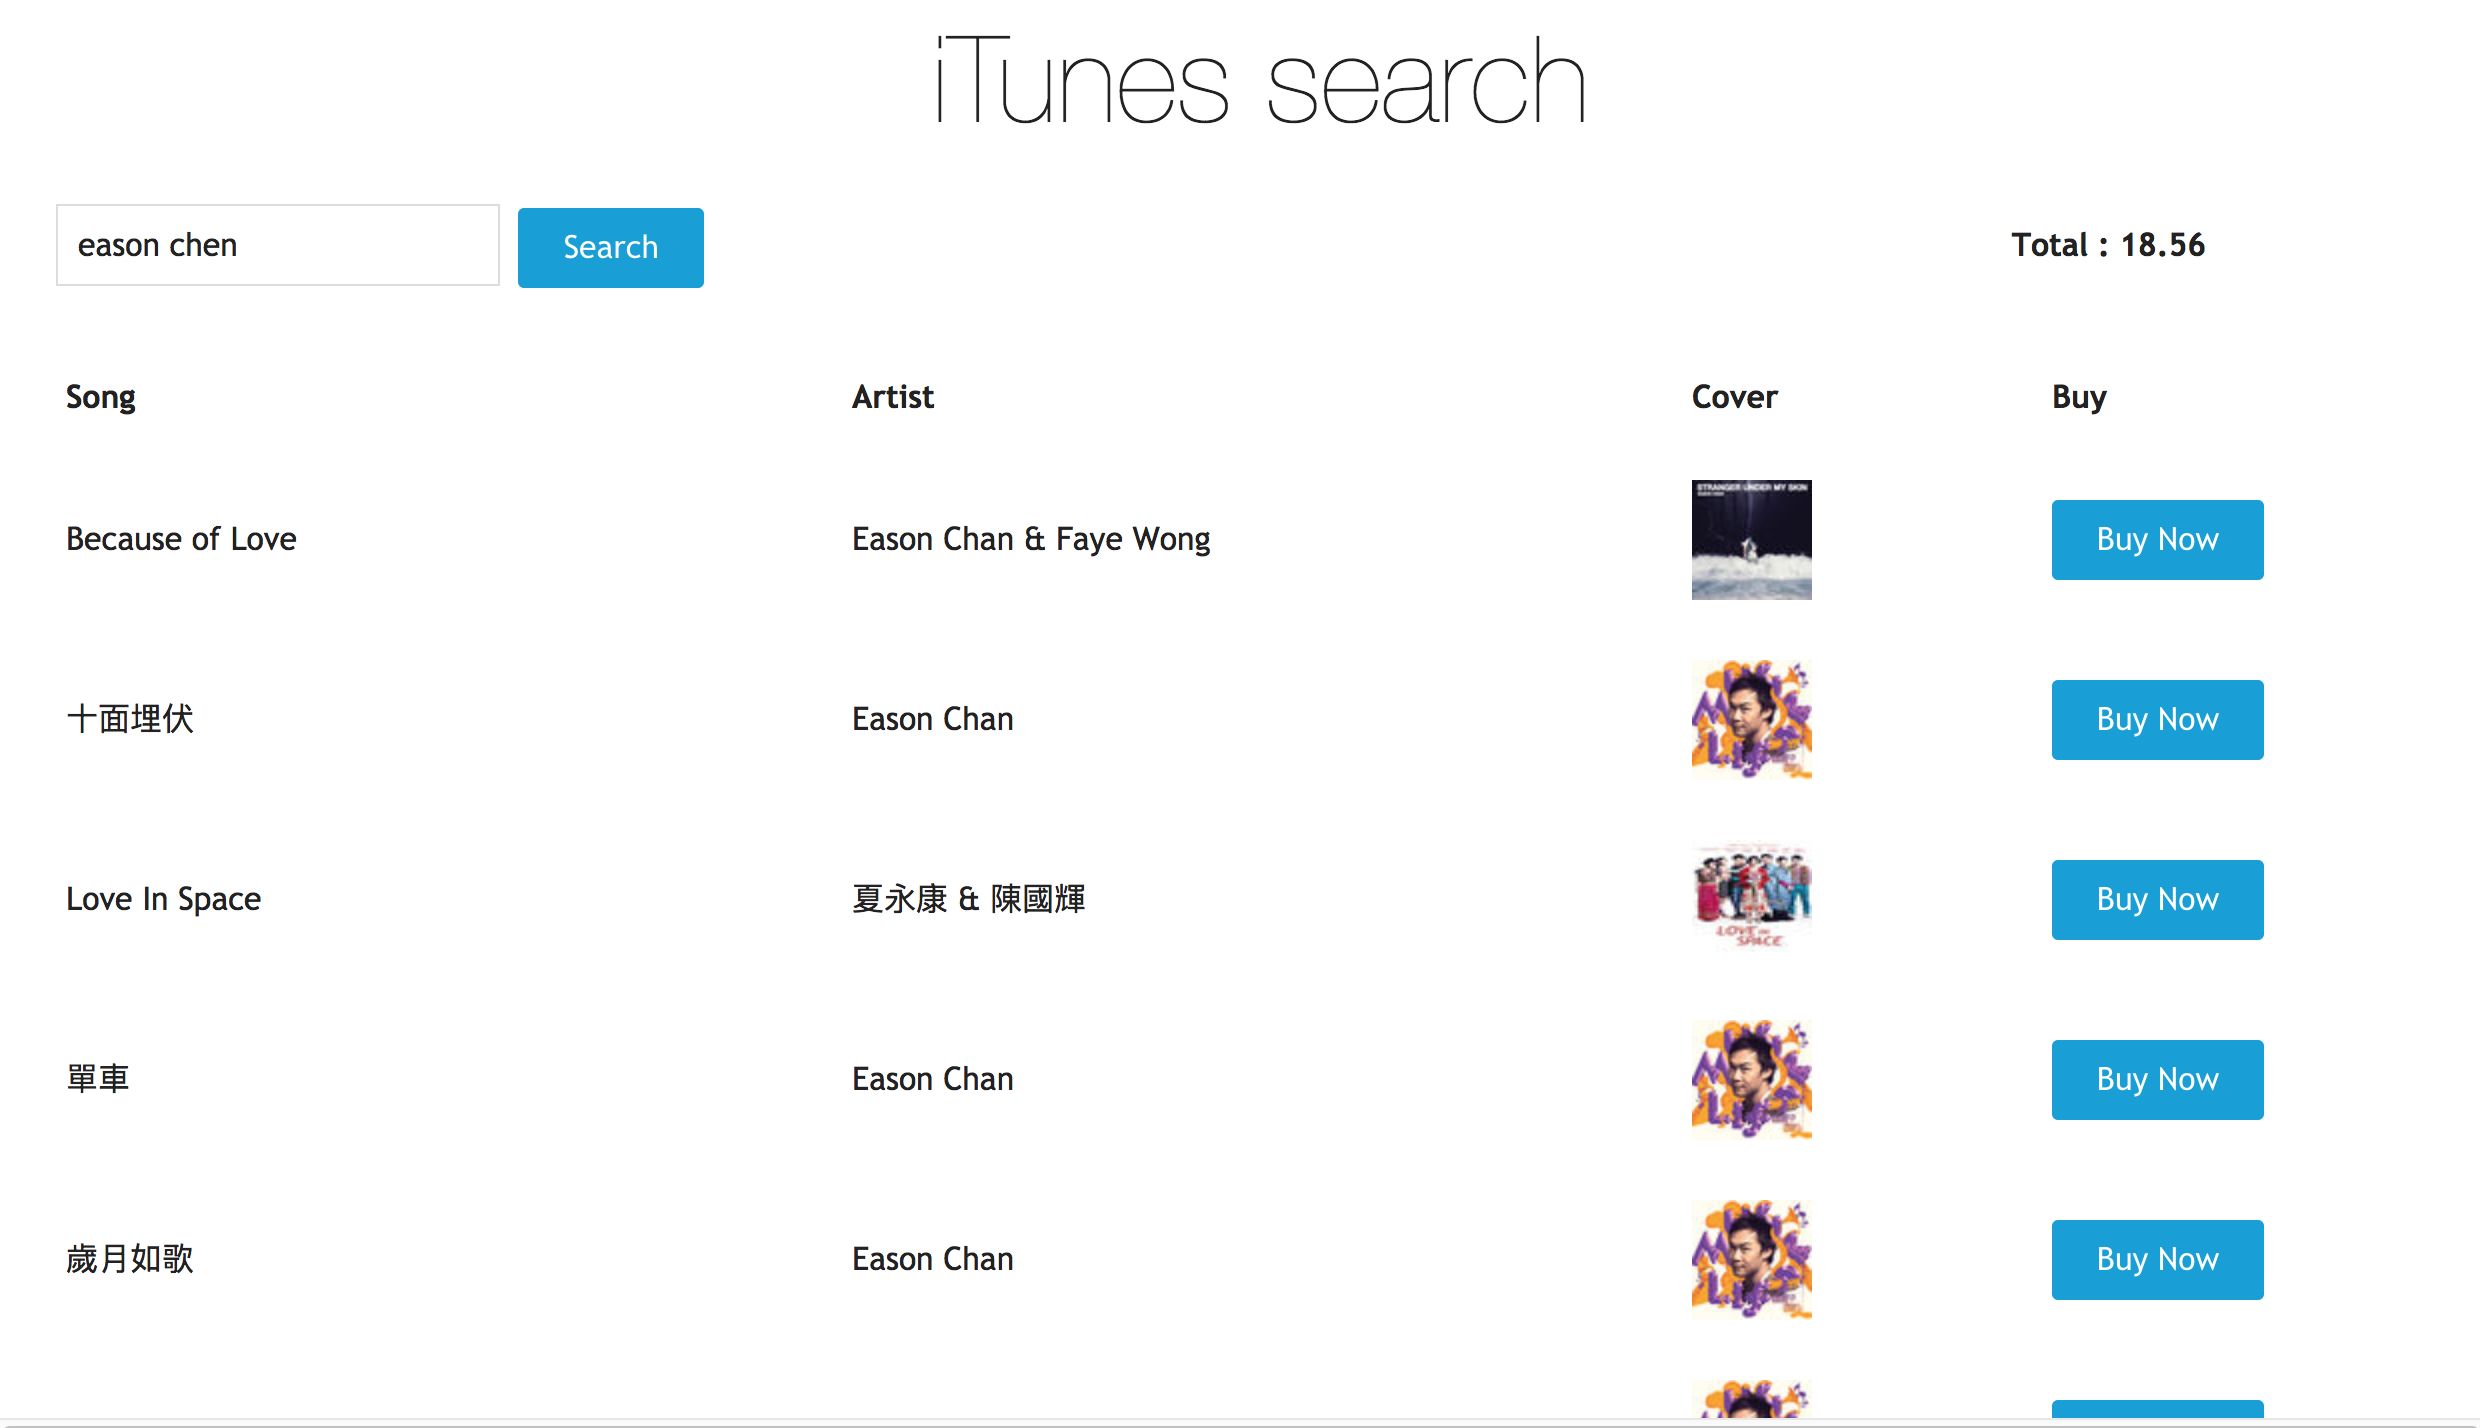 iTunes search
eason chen Search Total : 18.56
Song Artist Cover Buy
STRANGER UNDER MY SKIN
Because of Love Eason Chan & Faye Wong Buy Now
十面埋伏 Eason Chan Buy Now
Love In Space 夏永康 & 陳國輝 Buy Now
LOVE IN
SPACE
單車 Eason Chan Buy Now
歲月如歌 Eason Chan Buy Now